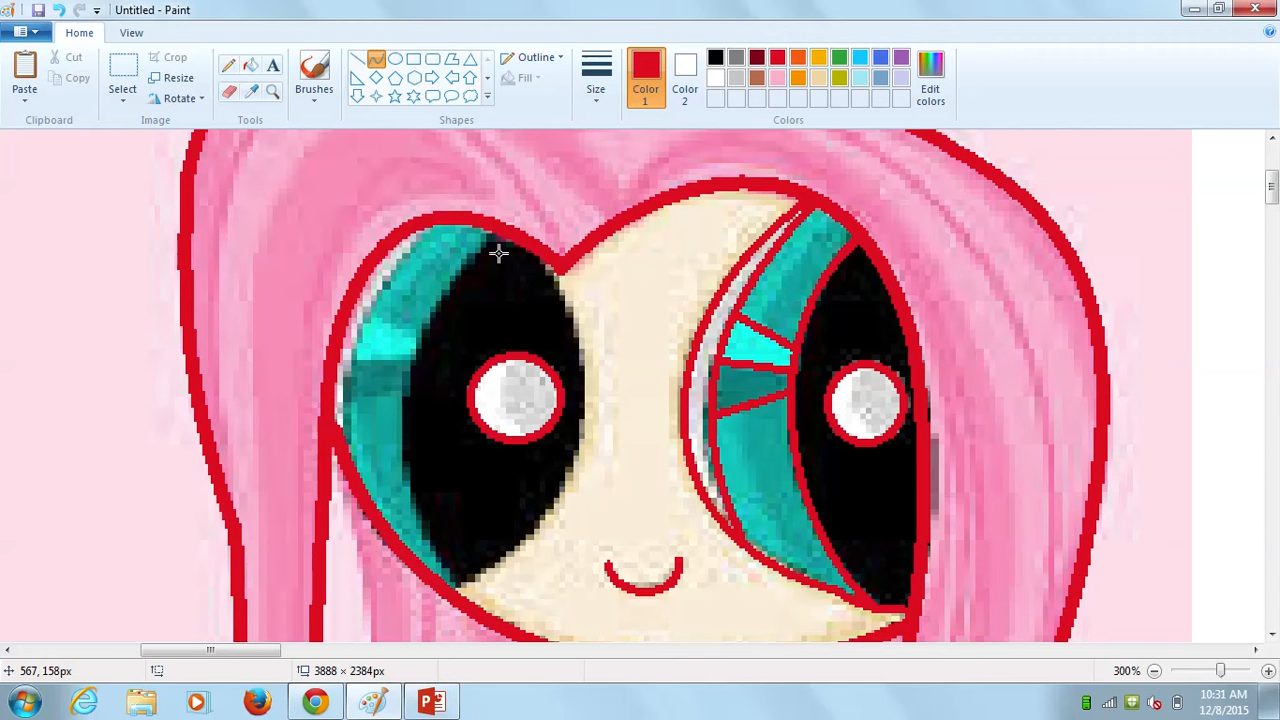 Untitled - Paint
Home View
Paste
Cut
Copy
Clipboard
Select
Crop
Resize
Rotate
Image
A
Tools
Brushes
Outline
Fill
Shapes
Size
Color
1
Color
2
Edit
colors
Colors
567, 158px
3888 × 2384px
300%
10:31 AM
12/8/2015